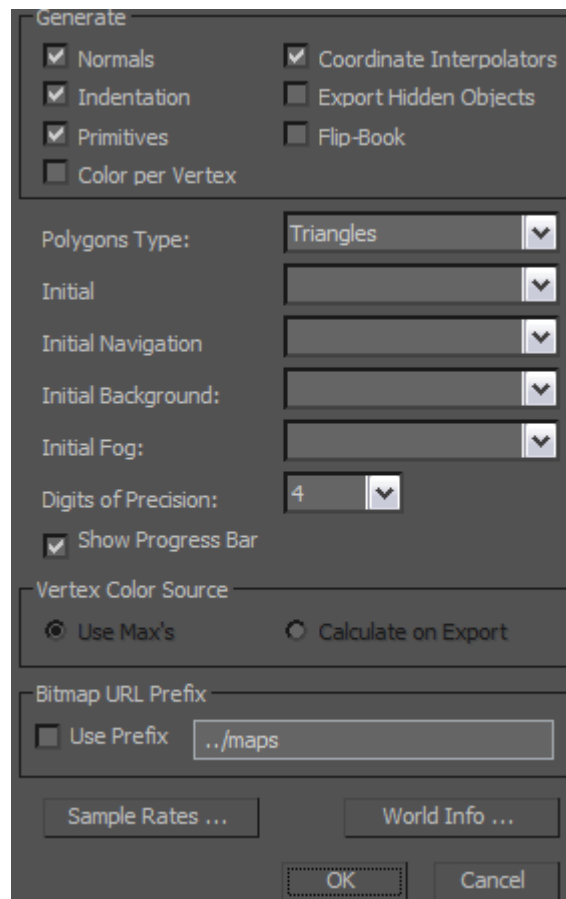 Generate
Normals Coordinate Interpolators
Indentation Export Hidden Objects
Primitives Flip-Book
Color per Vertex
Polygons Type: Triangles
Initial
Initial Navigation
Initial Background:
Initial Fog:
Digits of Precision: 4
Show Progress Bar
Vertex Color Source
Use Max's Calculate on Export
Bitmap URL Prefix
Use Prefix ../maps
Sample Rates ... World Info ...
OK Cancel